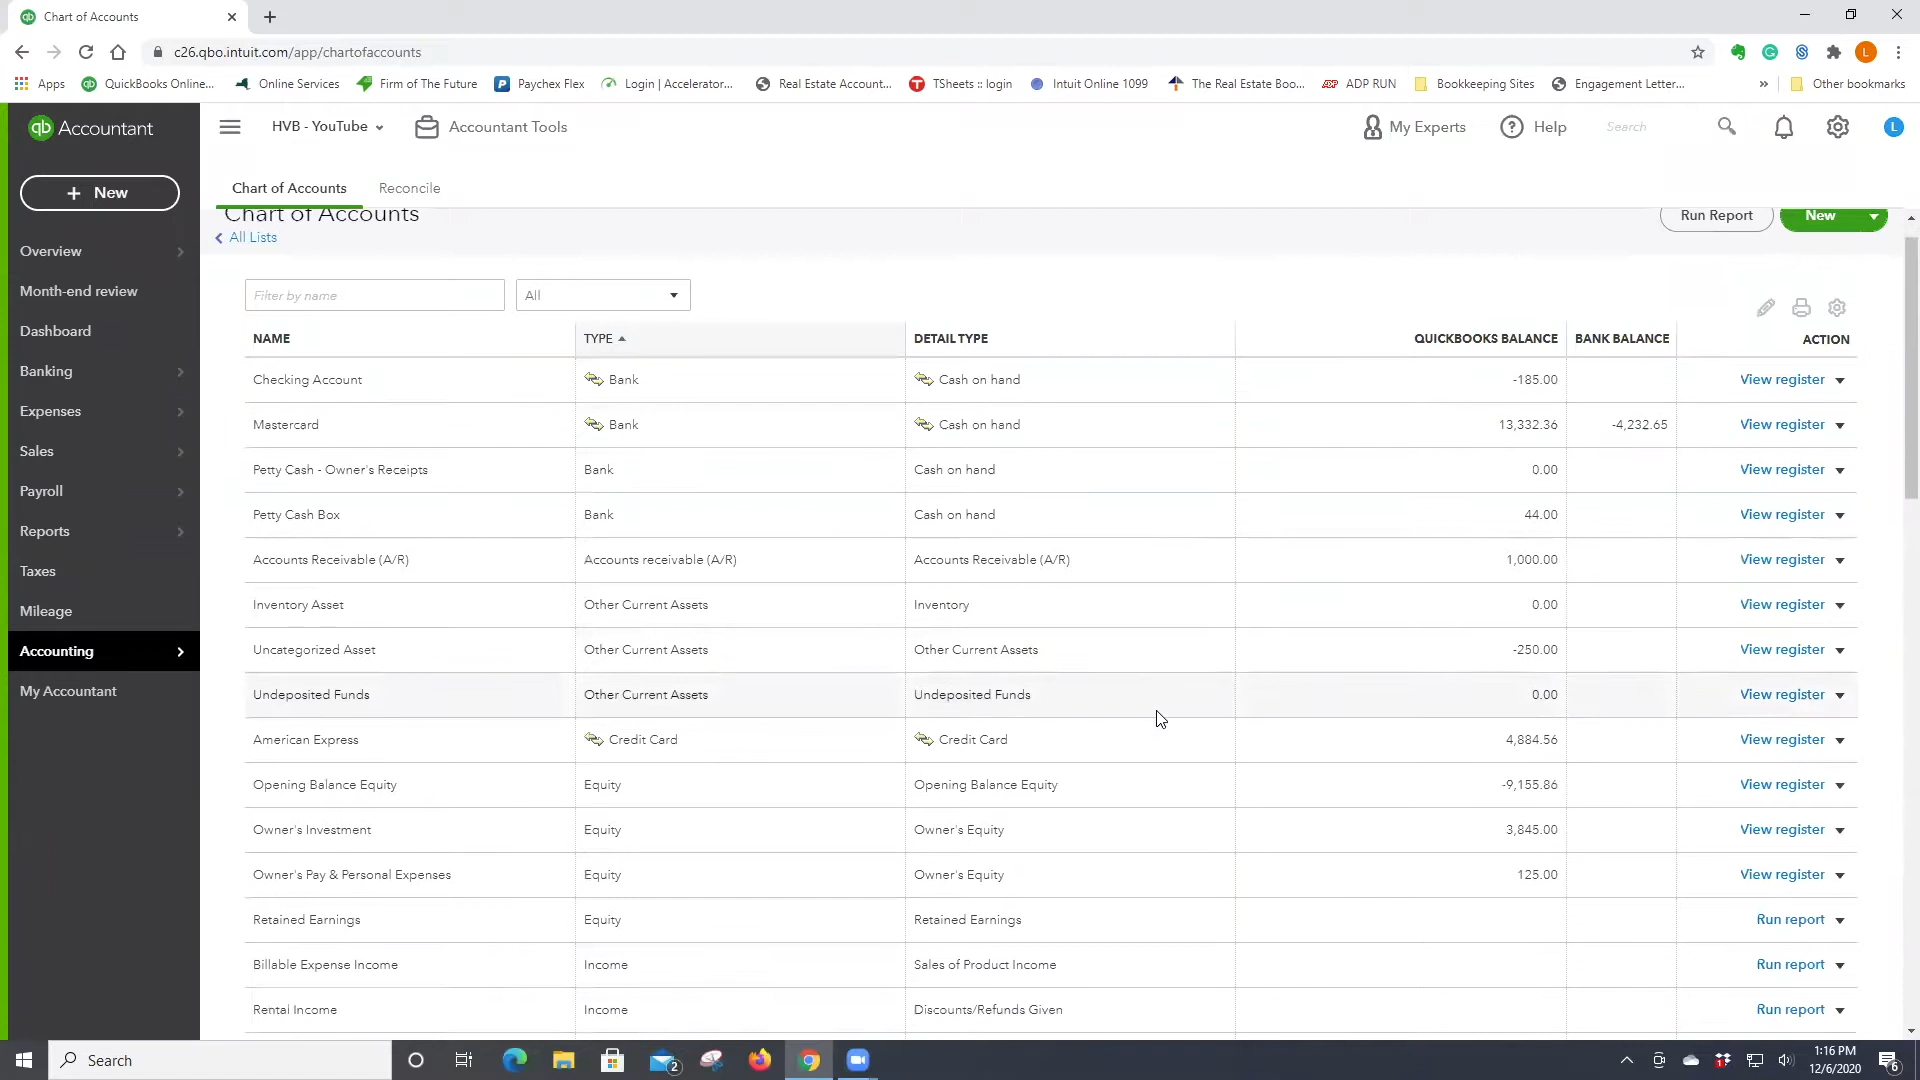 Chart of Accounts
c26.qbo.intuit.com/app/chartofaccounts
Apps QuickBooks Online... Online Services Firm of The Future Paychex Flex Login | Accelerator... Real Estate Account... TSheets :: login Intuit Online 1099 The Real Estate Boo... ADP RUN Bookkeeping Sites Engagement Letter... » Other bookmarks
qb Accountant HVB - YouTube Accountant Tools My Experts Help Search L
+ New
Chart of Accounts Reconcile
Chart of Accounts Run Report New
All Lists
Overview
Month-end review
Dashboard
Banking
Expenses
Sales
Payroll
Reports
Taxes
Mileage
Accounting
My Accountant
Filter by name All
NAME TYPE DETAIL TYPE QUICKBOOKS BALANCE BANK BALANCE ACTION
Checking Account Bank Cash on hand -185.00 View register
Mastercard Bank Cash on hand 13,332.36 -4,232.65 View register
Petty Cash - Owner's Receipts Bank Cash on hand 0.00 View register
Petty Cash Box Bank Cash on hand 44.00 View register
Accounts Receivable (A/R) Accounts receivable (A/R) Accounts Receivable (A/R) 1,000.00 View register
Inventory Asset Other Current Assets Inventory 0.00 View register
Uncategorized Asset Other Current Assets Other Current Assets -250.00 View register
Undeposited Funds Other Current Assets Undeposited Funds 0.00 View register
American Express Credit Card Credit Card 4,884.56 View register
Opening Balance Equity Equity Opening Balance Equity -9,155.86 View register
Owner's Investment Equity Owner's Equity 3,845.00 View register
Owner's Pay & Personal Expenses Equity Owner's Equity 125.00 View register
Retained Earnings Equity Retained Earnings Run report
Billable Expense Income Income Sales of Product Income Run report
Rental Income Income Discounts/Refunds Given Run report
Search 2 1:16 PM
12/6/2020 6